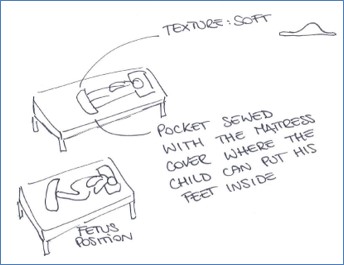 TEXTURE: SOFT
POCKET SEWED
WITH THE MATTRESS
COVER WHERE THE
CHILD CAN PUT HIS
FEET INSIDE
FETUS
POSITION